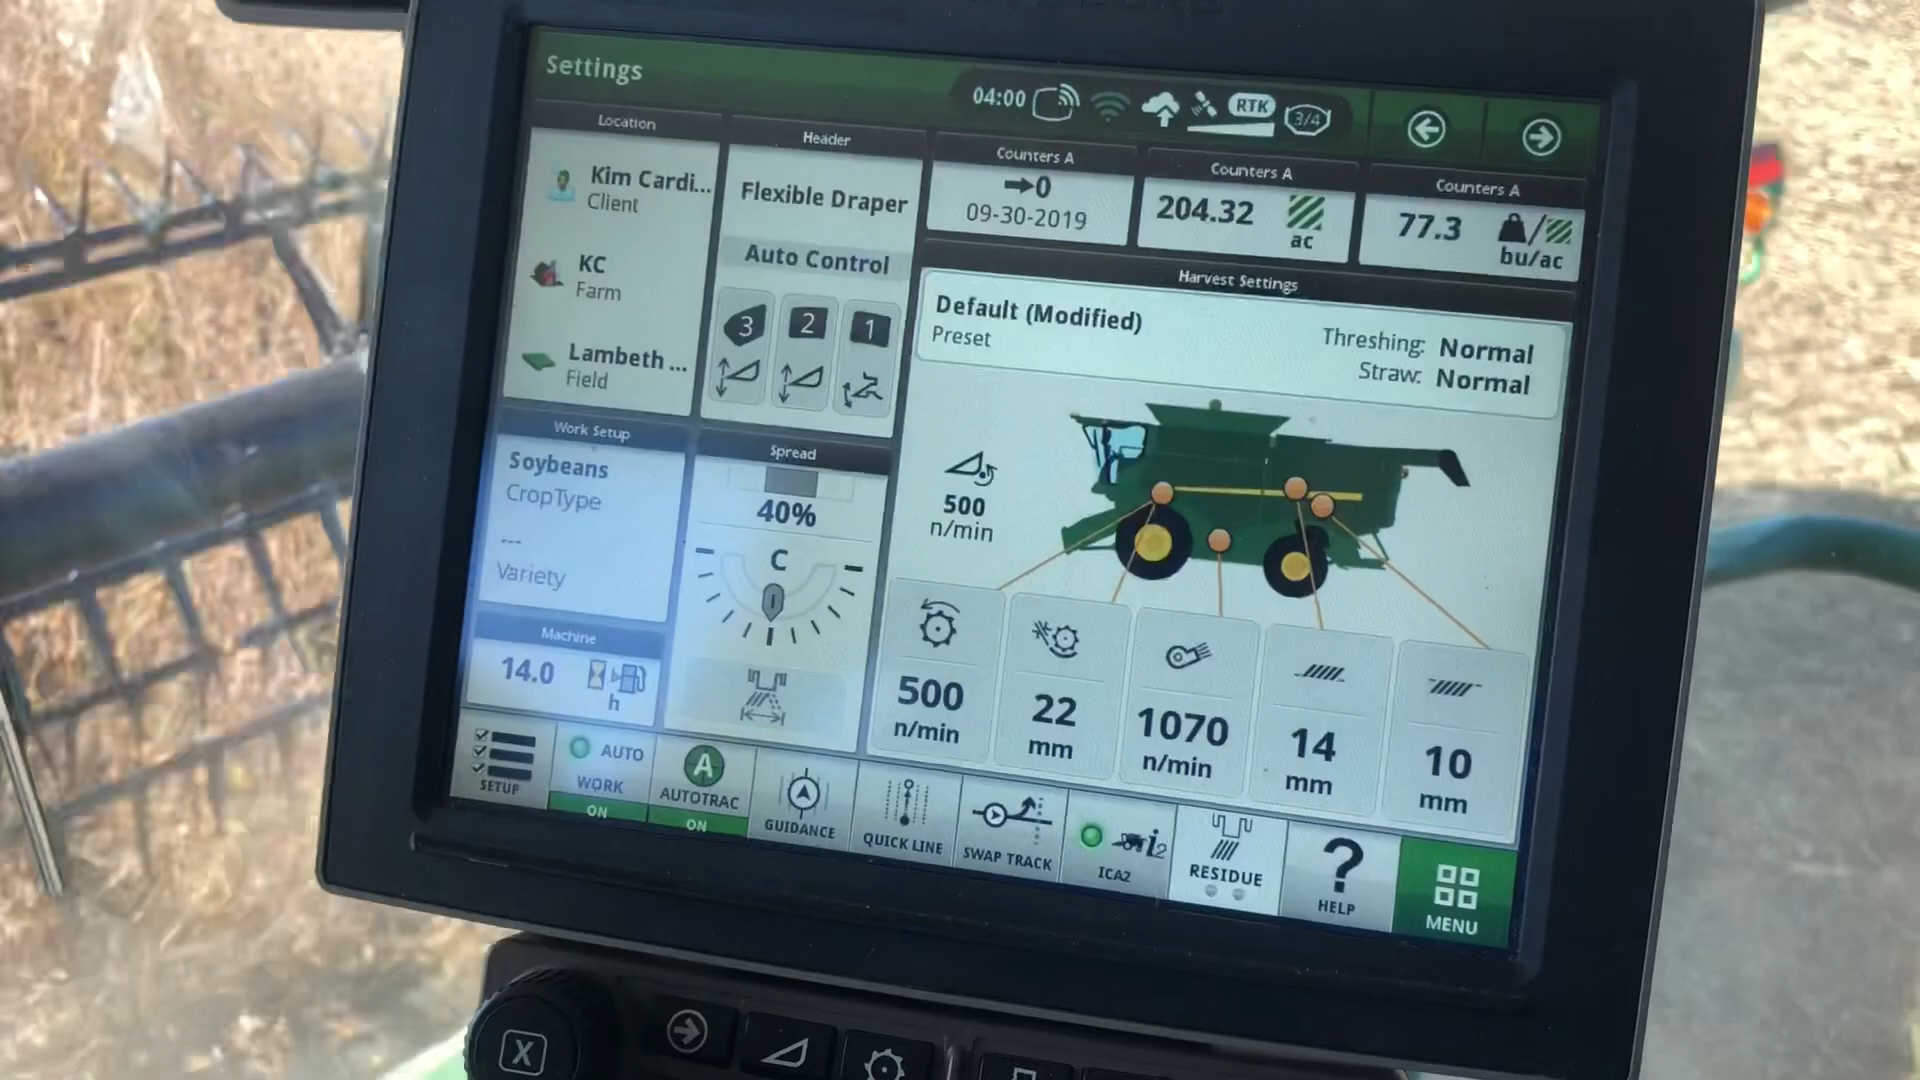 Settings
04:00
RTK
3/4
Location
Kim Cardi...
Client
KC
Farm
Lambeth ...
Field
Header
Flexible Draper
Auto Control
3 2 1
Counters A
0
09-30-2019
Counters A
204.32
ac
Counters A
77.3
bu/ac
Harvest Settings
Default (Modified)
Preset
Threshing: Normal
Straw: Normal
500
n/min
Work Setup
Soybeans
CropType
---
Variety
Machine
14.0
h
Spread
40%
C
500
n/min
22
mm
1070
n/min
14
mm
10
mm
SETUP
AUTO
WORK
ON
A
AUTOTRAC
ON
GUIDANCE
QUICK LINE
SWAP TRACK
i2
ICA2
RESIDUE
?
HELP
MENU
X